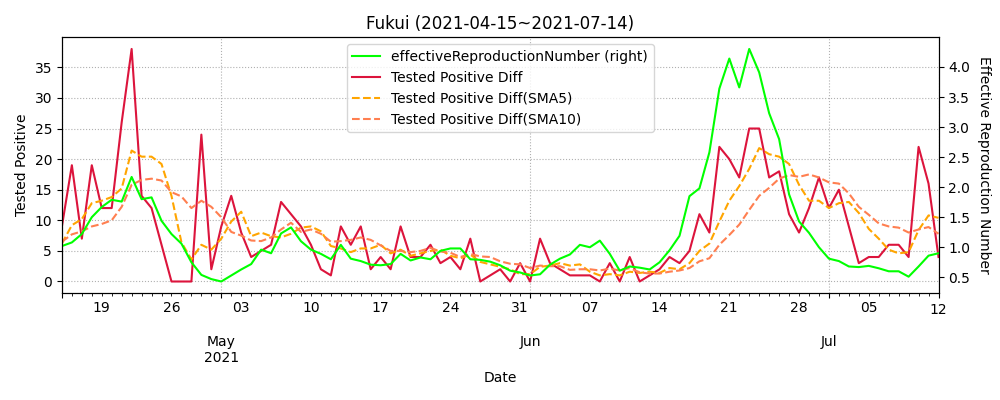 Fukui (2021-04-15~2021-07-14)
effectiveReproductionNumber (right)
Tested Positive Diff
Tested Positive Diff(SMA5)
Tested Positive Diff(SMA10)
Tested Positive
35
30
25
20
15
10
5
0
4.0
3.5
3.0
2.5
2.0
1.5
1.0
0.5
Effective Reproduction Number
19 26 03 10 17 24 31 07 14 21 28 05 12
May Jun Jul
2021
Date